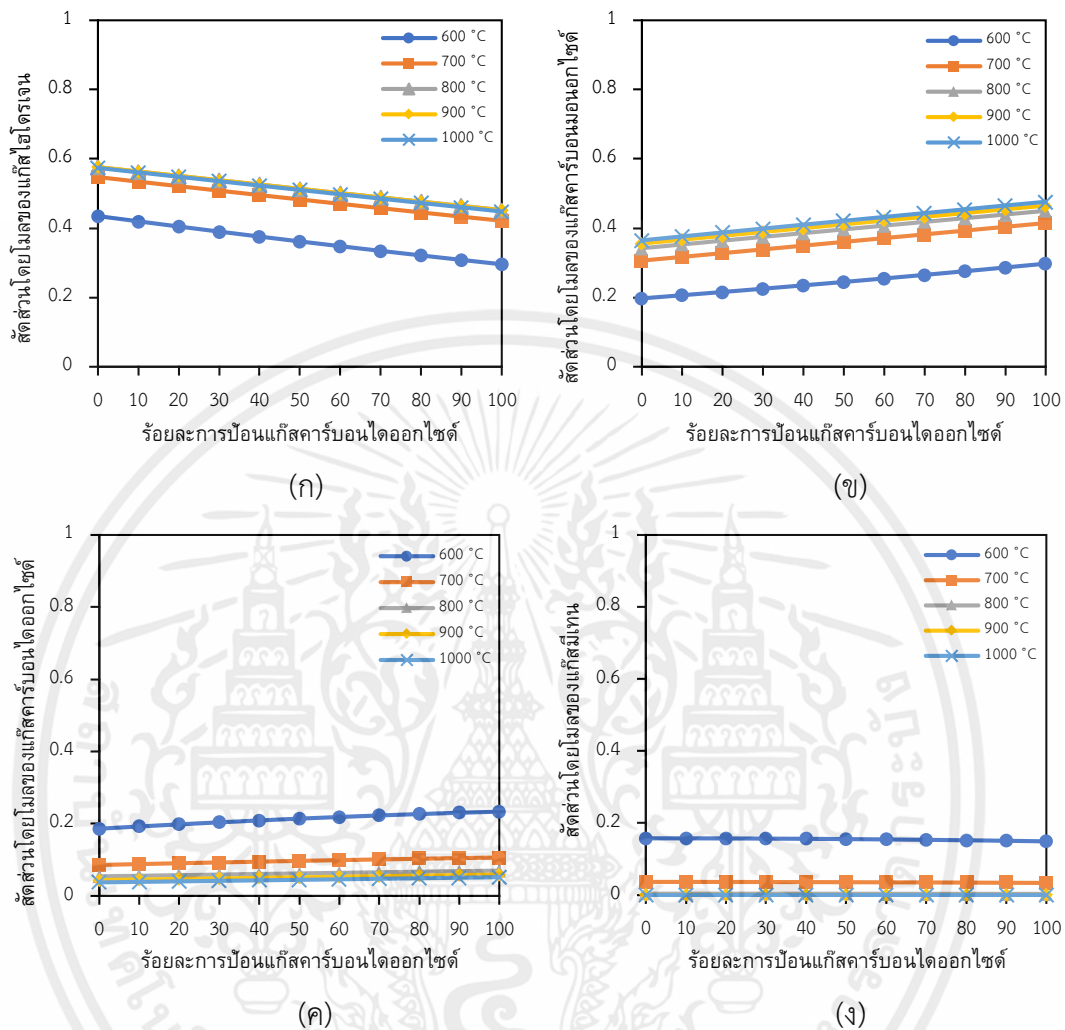 สัดส่วนโดยโมลของแก๊สไฮโดรเจน
1
0.8
0.6
0.4
0.2
0
600 °C
700 °C
800 °C
900 °C
1000 °C
0 10 20 30 40 50 60 70 80 90 100
ร้อยละการป้อนแก๊สคาร์บอนไดออกไซด์
(ก)
สัดส่วนโดยโมลของแก๊สคาร์บอนมอนอกไซด์
1
0.8
0.6
0.4
0.2
0
600 °C
700 °C
800 °C
900 °C
1000 °C
0 10 20 30 40 50 60 70 80 90 100
ร้อยละการป้อนแก๊สคาร์บอนไดออกไซด์
(ข)
สัดส่วนโดยโมลของแก๊สคาร์บอนไดออกไซด์
1
0.8
0.6
0.4
0.2
0
600 °C
700 °C
800 °C
900 °C
1000 °C
0 10 20 30 40 50 60 70 80 90 100
ร้อยละการป้อนแก๊สคาร์บอนไดออกไซด์
(ค)
สัดส่วนโดยโมลของแก๊สมีเทน
1
0.8
0.6
0.4
0.2
0
600 °C
700 °C
800 °C
900 °C
1000 °C
0 10 20 30 40 50 60 70 80 90 100
ร้อยละการป้อนแก๊สคาร์บอนไดออกไซด์
(ง)